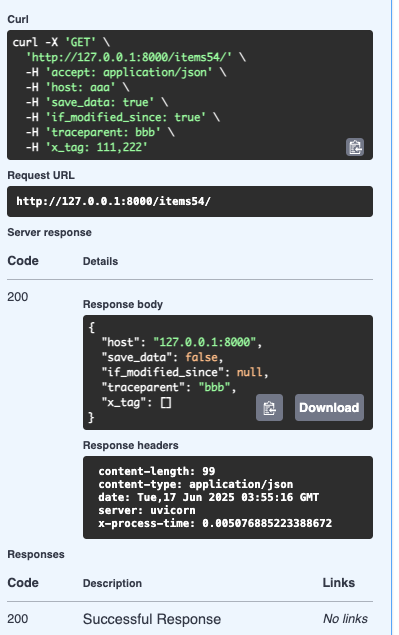 Curl
curl -X 'GET' \
'http://127.0.0.1:8000/items54/' \
-H 'accept: application/json' \
-H 'host: aaa' \
-H 'save_data: true' \
-H 'if_modified_since: true' \
-H 'traceparent: bbb' \
-H 'x_tag: 111,222'
Request URL
http://127.0.0.1:8000/items54/
Server response
Code Details
200
Response body
{
"host": "127.0.0.1:8000",
"save_data": false,
"if_modified_since": null,
"traceparent": "bbb",
"x_tag": []
}
Download
Response headers
content-length: 99
content-type: application/json
date: Tue,17 Jun 2025 03:55:16 GMT
server: uvicorn
x-process-time: 0.005076885223388672
Responses
Code Description Links
200 Successful Response No links